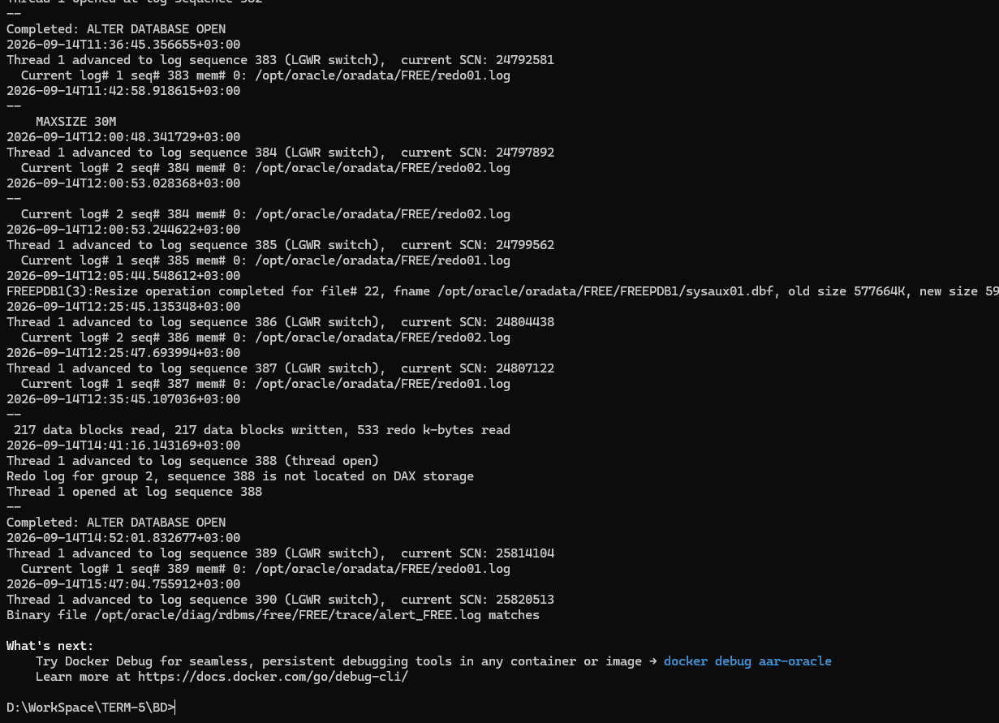 Thread 1 opened at log sequence 382
--
Completed: ALTER DATABASE OPEN
2026-09-14T11:36:45.356655+03:00
Thread 1 advanced to log sequence 383 (LGWR switch),  current SCN: 24792581
  Current log# 1 seq# 383 mem# 0: /opt/oracle/oradata/FREE/redo01.log
2026-09-14T11:42:58.918615+03:00
--
    MAXSIZE 30M
2026-09-14T12:00:48.341729+03:00
Thread 1 advanced to log sequence 384 (LGWR switch),  current SCN: 24797892
  Current log# 2 seq# 384 mem# 0: /opt/oracle/oradata/FREE/redo02.log
2026-09-14T12:00:53.028368+03:00
--
  Current log# 2 seq# 384 mem# 0: /opt/oracle/oradata/FREE/redo02.log
2026-09-14T12:00:53.244622+03:00
Thread 1 advanced to log sequence 385 (LGWR switch),  current SCN: 24799562
  Current log# 1 seq# 385 mem# 0: /opt/oracle/oradata/FREE/redo01.log
2026-09-14T12:05:44.548612+03:00
FREEPDB1(3):Resize operation completed for file# 22, fname /opt/oracle/oradata/FREE/FREEPDB1/sysaux01.dbf, old size 577664K, new size 59
2026-09-14T12:25:45.135348+03:00
Thread 1 advanced to log sequence 386 (LGWR switch),  current SCN: 24804438
  Current log# 2 seq# 386 mem# 0: /opt/oracle/oradata/FREE/redo02.log
2026-09-14T12:25:47.693994+03:00
Thread 1 advanced to log sequence 387 (LGWR switch),  current SCN: 24807122
  Current log# 1 seq# 387 mem# 0: /opt/oracle/oradata/FREE/redo01.log
2026-09-14T12:35:45.107036+03:00
--
 217 data blocks read, 217 data blocks written, 533 redo k-bytes read
2026-09-14T14:41:16.143169+03:00
Thread 1 advanced to log sequence 388 (thread open)
Redo log for group 2, sequence 388 is not located on DAX storage
Thread 1 opened at log sequence 388
--
Completed: ALTER DATABASE OPEN
2026-09-14T14:52:01.832677+03:00
Thread 1 advanced to log sequence 389 (LGWR switch),  current SCN: 25814104
  Current log# 1 seq# 389 mem# 0: /opt/oracle/oradata/FREE/redo01.log
2026-09-14T15:47:04.755912+03:00
Thread 1 advanced to log sequence 390 (LGWR switch),  current SCN: 25820513
Binary file /opt/oracle/diag/rdbms/free/FREE/trace/alert_FREE.log matches

What's next:
    Try Docker Debug for seamless, persistent debugging tools in any container or image → docker debug aar-oracle
    Learn more at https://docs.docker.com/go/debug-cli/

D:\WorkSpace\TERM-5\BD>